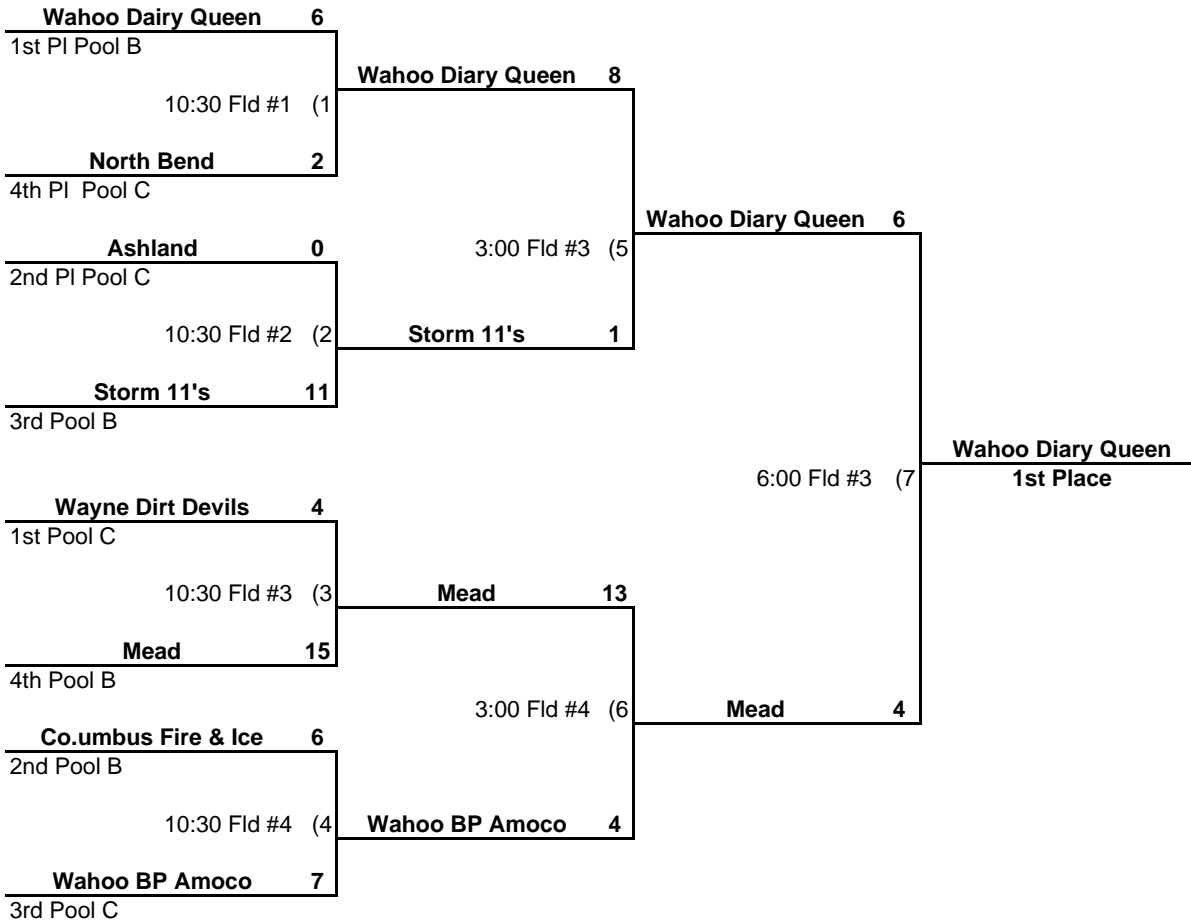 Wahoo Dairy Queen 6
1st Pl Pool B
Wahoo Diary Queen 8
10:30 Fld #1 (1
North Bend 2
4th Pl Pool C
Wahoo Diary Queen 6
Ashland 0
3:00 Fld #3 (5
2nd Pl Pool C
10:30 Fld #2 (2
Storm 11's 1
Storm 11's 11
3rd Pool B
Wahoo Diary Queen
6:00 Fld #3 (7
1st Place
Wayne Dirt Devils 4
1st Pool C
10:30 Fld #3 (3
Mead 13
Mead 15
4th Pool B
3:00 Fld #4 (6
Mead 4
Co.umbus Fire & Ice 6
2nd Pool B
10:30 Fld #4 (4
Wahoo BP Amoco 4
Wahoo BP Amoco 7
3rd Pool C